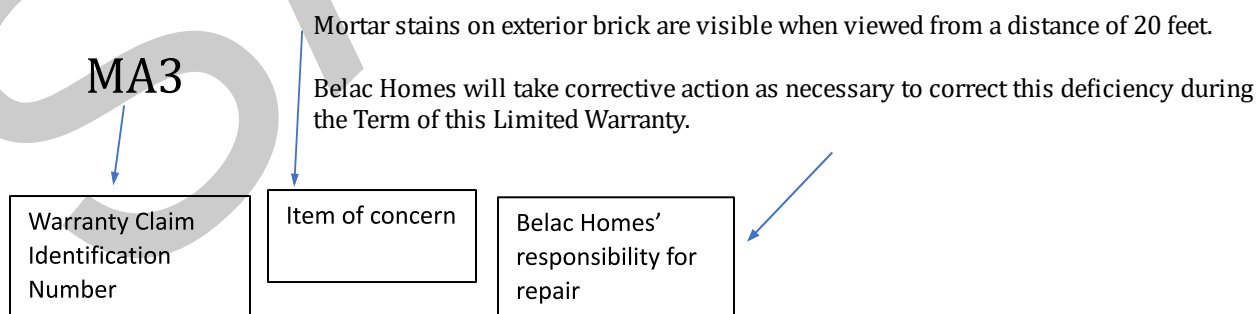 Mortar stains on exterior brick are visible when viewed from a distance of 20 feet.
MA3
Belac Homes will take corrective action as necessary to correct this deficiency during
the Term of this Limited Warranty.
Warranty Claim
Identification
Number
Item of concern
Belac Homes’
responsibility for
repair